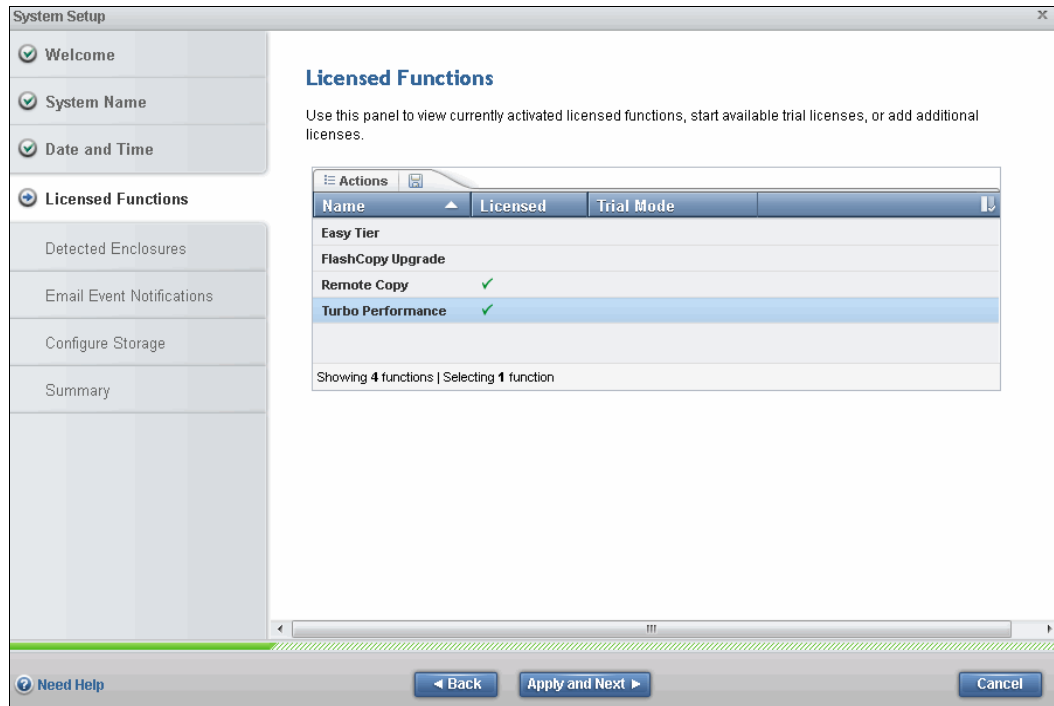 System Setup
Welcome
System Name
Date and Time
Licensed Functions
Detected Enclosures
Email Event Notifications
Configure Storage
Summary
Licensed Functions
Use this panel to view currently activated licensed functions, start available trial licenses, or add additional
licenses.
Actions
Name Licensed Trial Mode
Easy Tier
FlashCopy Upgrade
Remote Copy
Turbo Performance
Showing 4 functions | Selecting 1 function
Need Help
Back
Apply and Next
Cancel